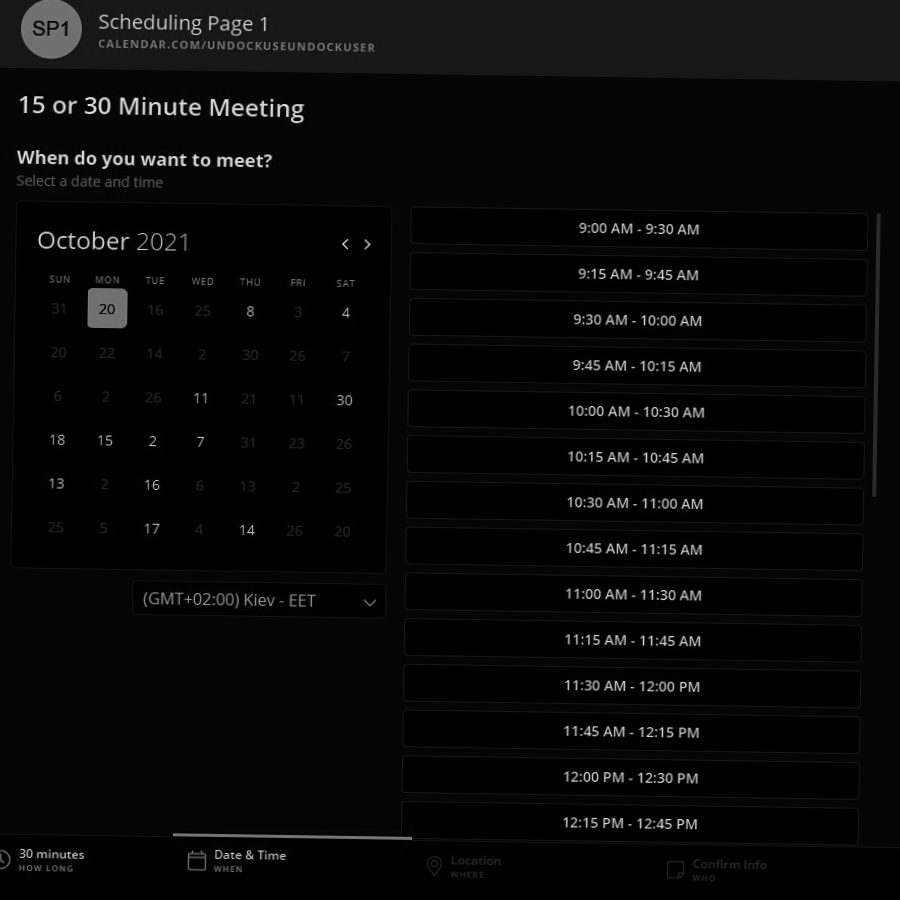 SP1
Scheduling Page 1
CALENDAR.COM/UNDOCKUSEUNDOCKUSER
15 or 30 Minute Meeting
When do you want to meet?
Select a date and time
October 2021
SUN MON TUE WED THU FRI SAT
31 20 16 25 8 3 4
20 22 14 2 30 26 7
6 2 26 11 21 11 30
18 15 2 7 31 23 26
13 2 16 6 13 2 25
25 5 17 4 14 26 20
(GMT+02:00) Kiev - EET
9:00 AM - 9:30 AM
9:15 AM - 9:45 AM
9:30 AM - 10:00 AM
9:45 AM - 10:15 AM
10:00 AM - 10:30 AM
10:15 AM - 10:45 AM
10:30 AM - 11:00 AM
10:45 AM - 11:15 AM
11:00 AM - 11:30 AM
11:15 AM - 11:45 AM
11:30 AM - 12:00 PM
11:45 AM - 12:15 PM
12:00 PM - 12:30 PM
12:15 PM - 12:45 PM
30 minutes
HOW LONG
Date & Time
WHEN
Location
WHERE
Confirm Info
WHO